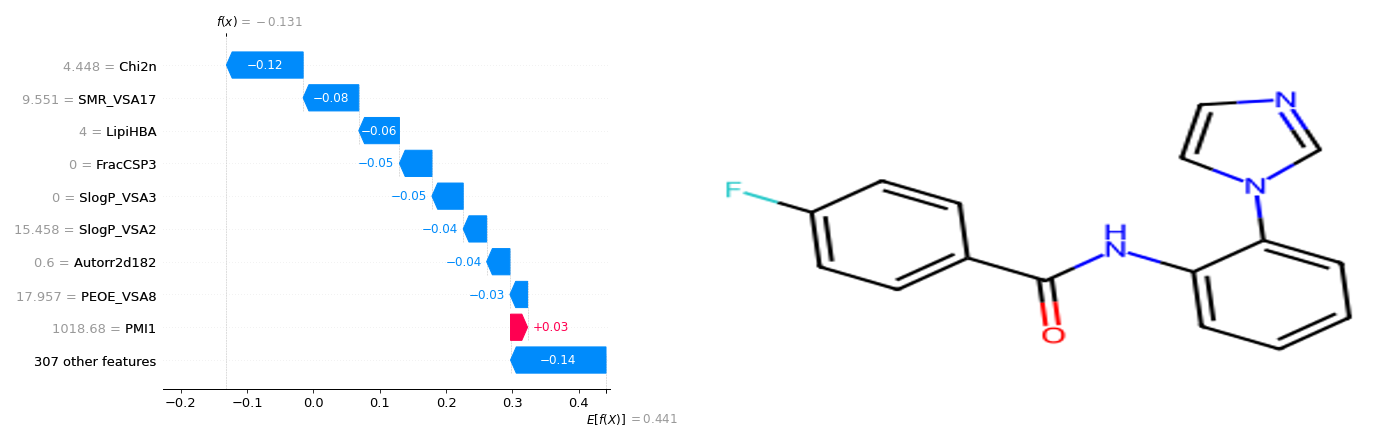 f(x) = −0.131
4.448 = Chi2n
−0.12
9.551 = SMR_VSA17
−0.08
4 = LipiHBA
−0.06
0 = FracCSP3
−0.05
0 = SlogP_VSA3
−0.05
15.458 = SlogP_VSA2
−0.04
0.6 = Autorr2d182
−0.04
17.957 = PEOE_VSA8
−0.03
1018.68 = PMI1
+0.03
307 other features
−0.14
−0.2 −0.1 0.0 0.1 0.2 0.3 0.4
E[f(X)] = 0.441
N
F
N
H
N
O